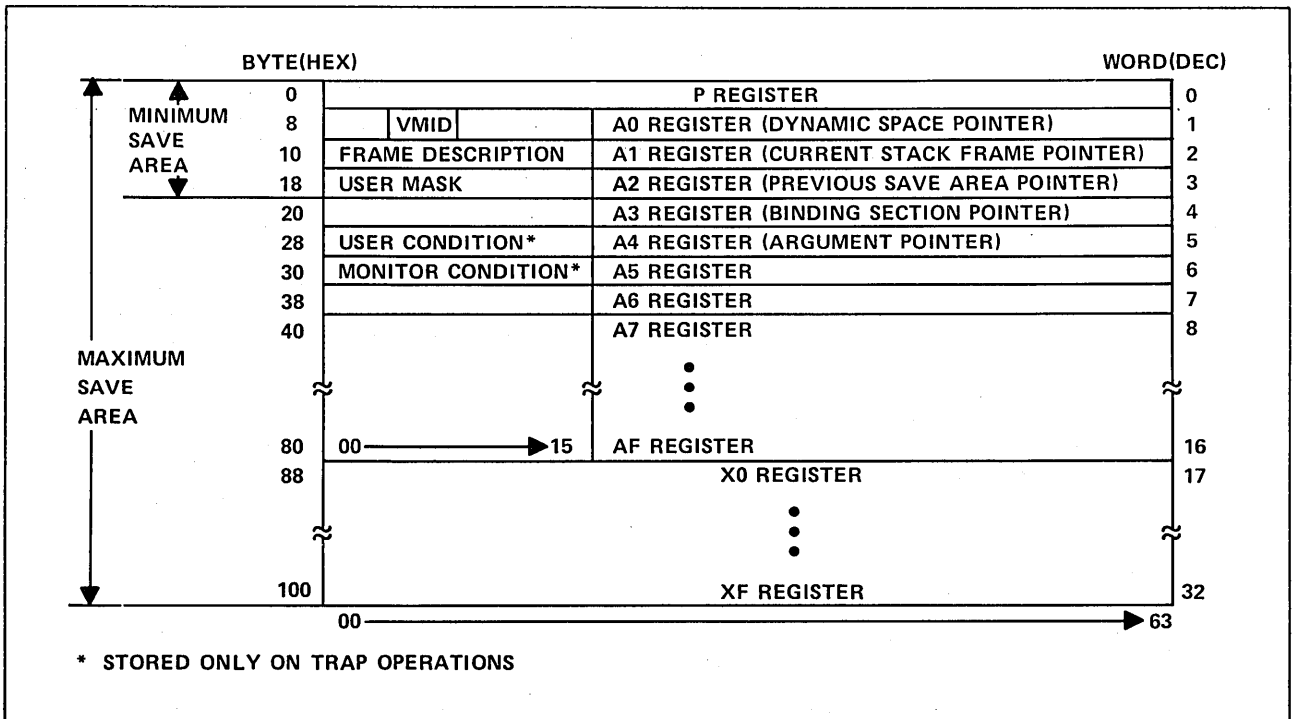 BYTE(HEX) WORD(DEC)
0 P REGISTER 0
MINIMUM
SAVE
AREA
8 VMID A0 REGISTER (DYNAMIC SPACE POINTER) 1
10 FRAME DESCRIPTION A1 REGISTER (CURRENT STACK FRAME POINTER) 2
18 USER MASK A2 REGISTER (PREVIOUS SAVE AREA POINTER) 3
20 A3 REGISTER (BINDING SECTION POINTER) 4
28 USER CONDITION* A4 REGISTER (ARGUMENT POINTER) 5
30 MONITOR CONDITION* A5 REGISTER 6
38 A6 REGISTER 7
40 A7 REGISTER 8
MAXIMUM
SAVE
AREA
80 00 15 AF REGISTER 16
88 X0 REGISTER 17
100 XF REGISTER 32
00 63
* STORED ONLY ON TRAP OPERATIONS